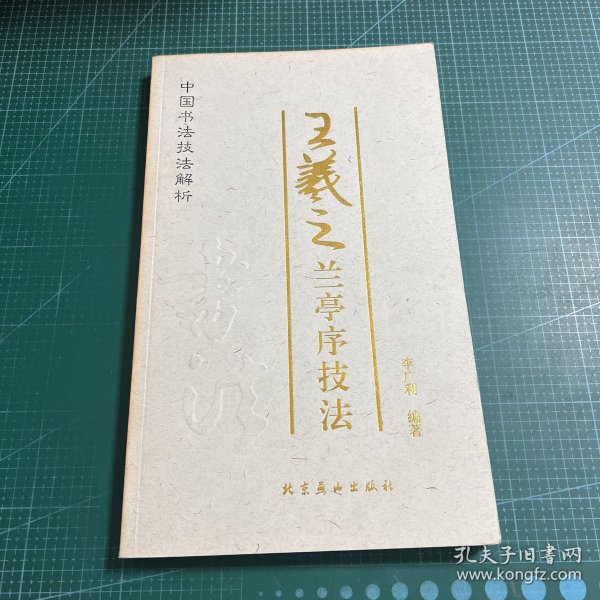 中国书法技法解析
王羲之
兰亭序技法
李广利 编著
北京燕山出版社
孔夫子旧书网
www.kongfz.com